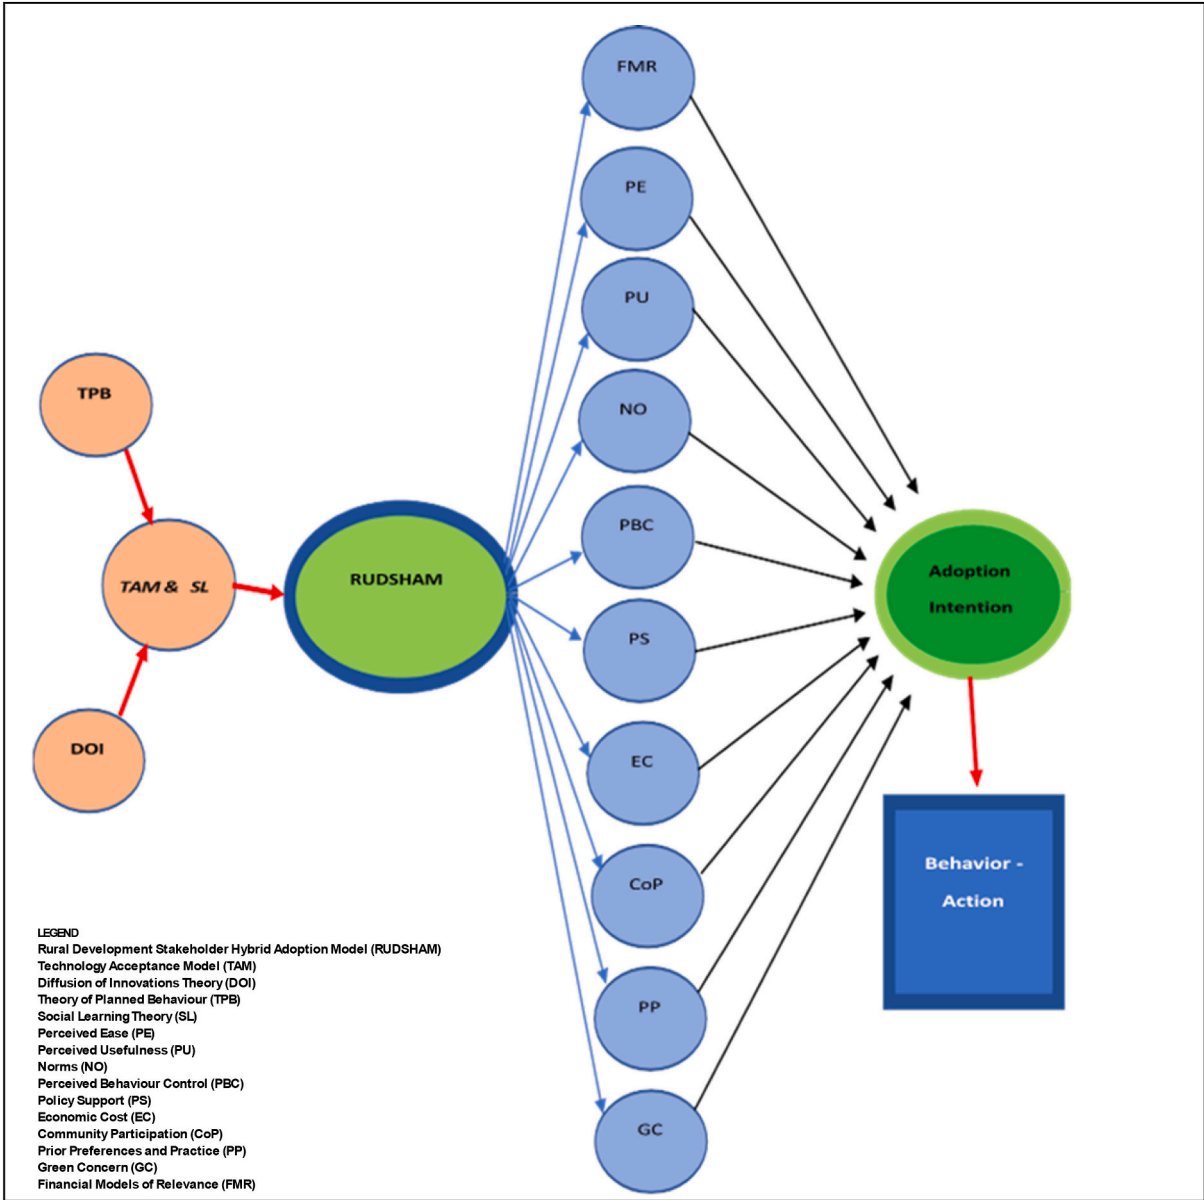 FMR
PE
PU
NO
PBC
PS
EC
CoP
PP
GC
TPB
TAM & SL
DOI
RUDSHAM
Adoption
Intention
Behavior -
Action
LEGEND
Rural Development Stakeholder Hybrid Adoption Model (RUDSHAM)
Technology Acceptance Model (TAM)
Diffusion of Innovations Theory (DOI)
Theory of Planned Behaviour (TPB)
Social Learning Theory (SL)
Perceived Ease (PE)
Perceived Usefulness (PU)
Norms (NO)
Perceived Behaviour Control (PBC)
Policy Support (PS)
Economic Cost (EC)
Community Participation (CoP)
Prior Preferences and Practice (PP)
Green Concern (GC)
Financial Models of Relevance (FMR)